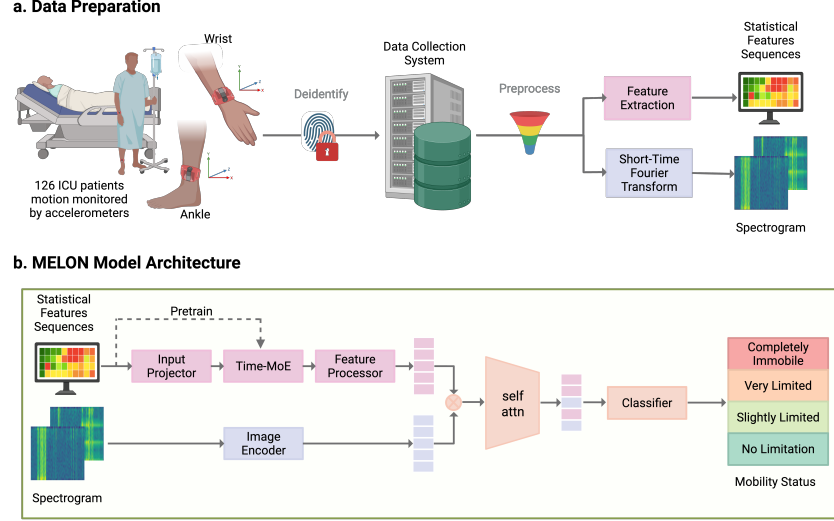 a. Data Preparation
Wrist
Y
Z
X
Ankle
Y
Z
X
126 ICU patients
motion monitored
by accelerometers
Deidentify
Data Collection
System
Preprocess
Feature
Extraction
Short-Time
Fourier
Transform
Statistical
Features
Sequences
Spectrogram
b. MELON Model Architecture
Statistical
Features
Sequences
Pretrain
Input
Projector
Time-MoE
Feature
Processor
Spectrogram
Image
Encoder
self
attn
Classifier
Completely
Immobile
Very Limited
Slightly Limited
No Limitation
Mobility Status